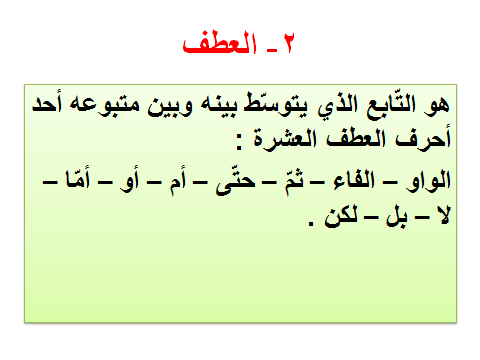 ٢ - العطف
هو التّابع الذي يتوسّط بينه وبين متبوعه أحد
أحرف العطف العشرة :
الواو – الفاء – ثمّ – حتّى – أم – أو – أمّا –
لا – بل – لكن .